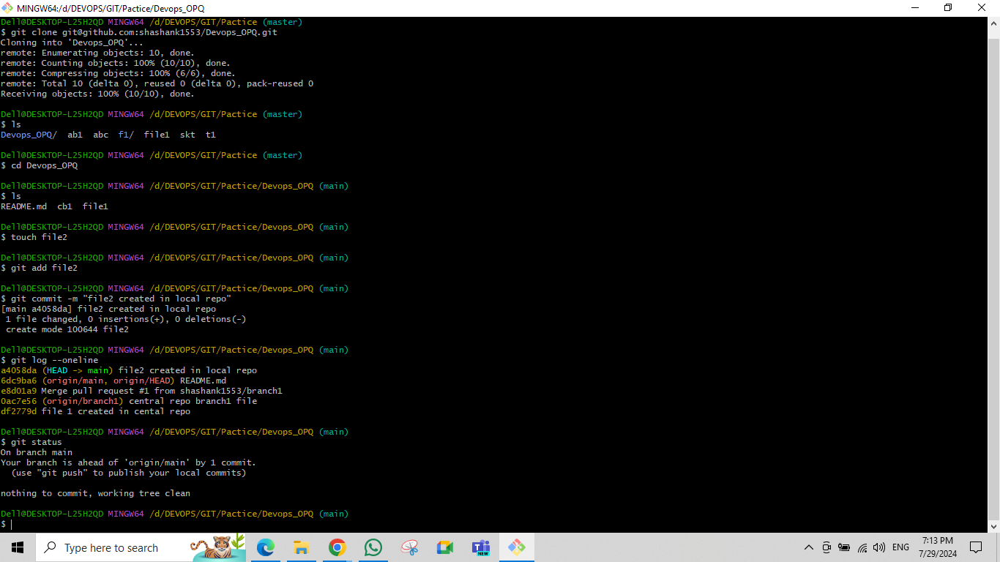 MINGW64:/d/DEVOPS/GIT/Pactice/Devops_OPQ
Dell@DESKTOP-L25H2QD MINGW64 /d/DEVOPS/GIT/Pactice (master)
$ git clone git@github.com:shashank1553/Devops_OPQ.git
Cloning into 'Devops_OPQ'...
remote: Enumerating objects: 10, done.
remote: Counting objects: 100% (10/10), done.
remote: Compressing objects: 100% (6/6), done.
remote: Total 10 (delta 0), reused 0 (delta 0), pack-reused 0
Receiving objects: 100% (10/10), done.
Dell@DESKTOP-L25H2QD MINGW64 /d/DEVOPS/GIT/Pactice (master)
$ ls
Devops_OPQ/  ab1  abc  f1/  file1  skt  t1
Dell@DESKTOP-L25H2QD MINGW64 /d/DEVOPS/GIT/Pactice (master)
$ cd Devops_OPQ
Dell@DESKTOP-L25H2QD MINGW64 /d/DEVOPS/GIT/Pactice/Devops_OPQ (main)
$ ls
README.md  cb1  file1
Dell@DESKTOP-L25H2QD MINGW64 /d/DEVOPS/GIT/Pactice/Devops_OPQ (main)
$ touch file2
Dell@DESKTOP-L25H2QD MINGW64 /d/DEVOPS/GIT/Pactice/Devops_OPQ (main)
$ git add file2
Dell@DESKTOP-L25H2QD MINGW64 /d/DEVOPS/GIT/Pactice/Devops_OPQ (main)
$ git commit -m "file2 created in local repo"
[main a4058da] file2 created in local repo
 1 file changed, 0 insertions(+), 0 deletions(-)
 create mode 100644 file2
Dell@DESKTOP-L25H2QD MINGW64 /d/DEVOPS/GIT/Pactice/Devops_OPQ (main)
$ git log --oneline
a4058da (HEAD -> main) file2 created in local repo
6dc9ba6 (origin/main, origin/HEAD) README.md
e8d01a9 Merge pull request #1 from shashank1553/branch1
0ac7e56 (origin/branch1) central repo branch1 file
df2779d file 1 created in cental repo
Dell@DESKTOP-L25H2QD MINGW64 /d/DEVOPS/GIT/Pactice/Devops_OPQ (main)
$ git status
On branch main
Your branch is ahead of 'origin/main' by 1 commit.
  (use "git push" to publish your local commits)
nothing to commit, working tree clean
Dell@DESKTOP-L25H2QD MINGW64 /d/DEVOPS/GIT/Pactice/Devops_OPQ (main)
$
Type here to search
NEW
ENG
7:13 PM
7/29/2024